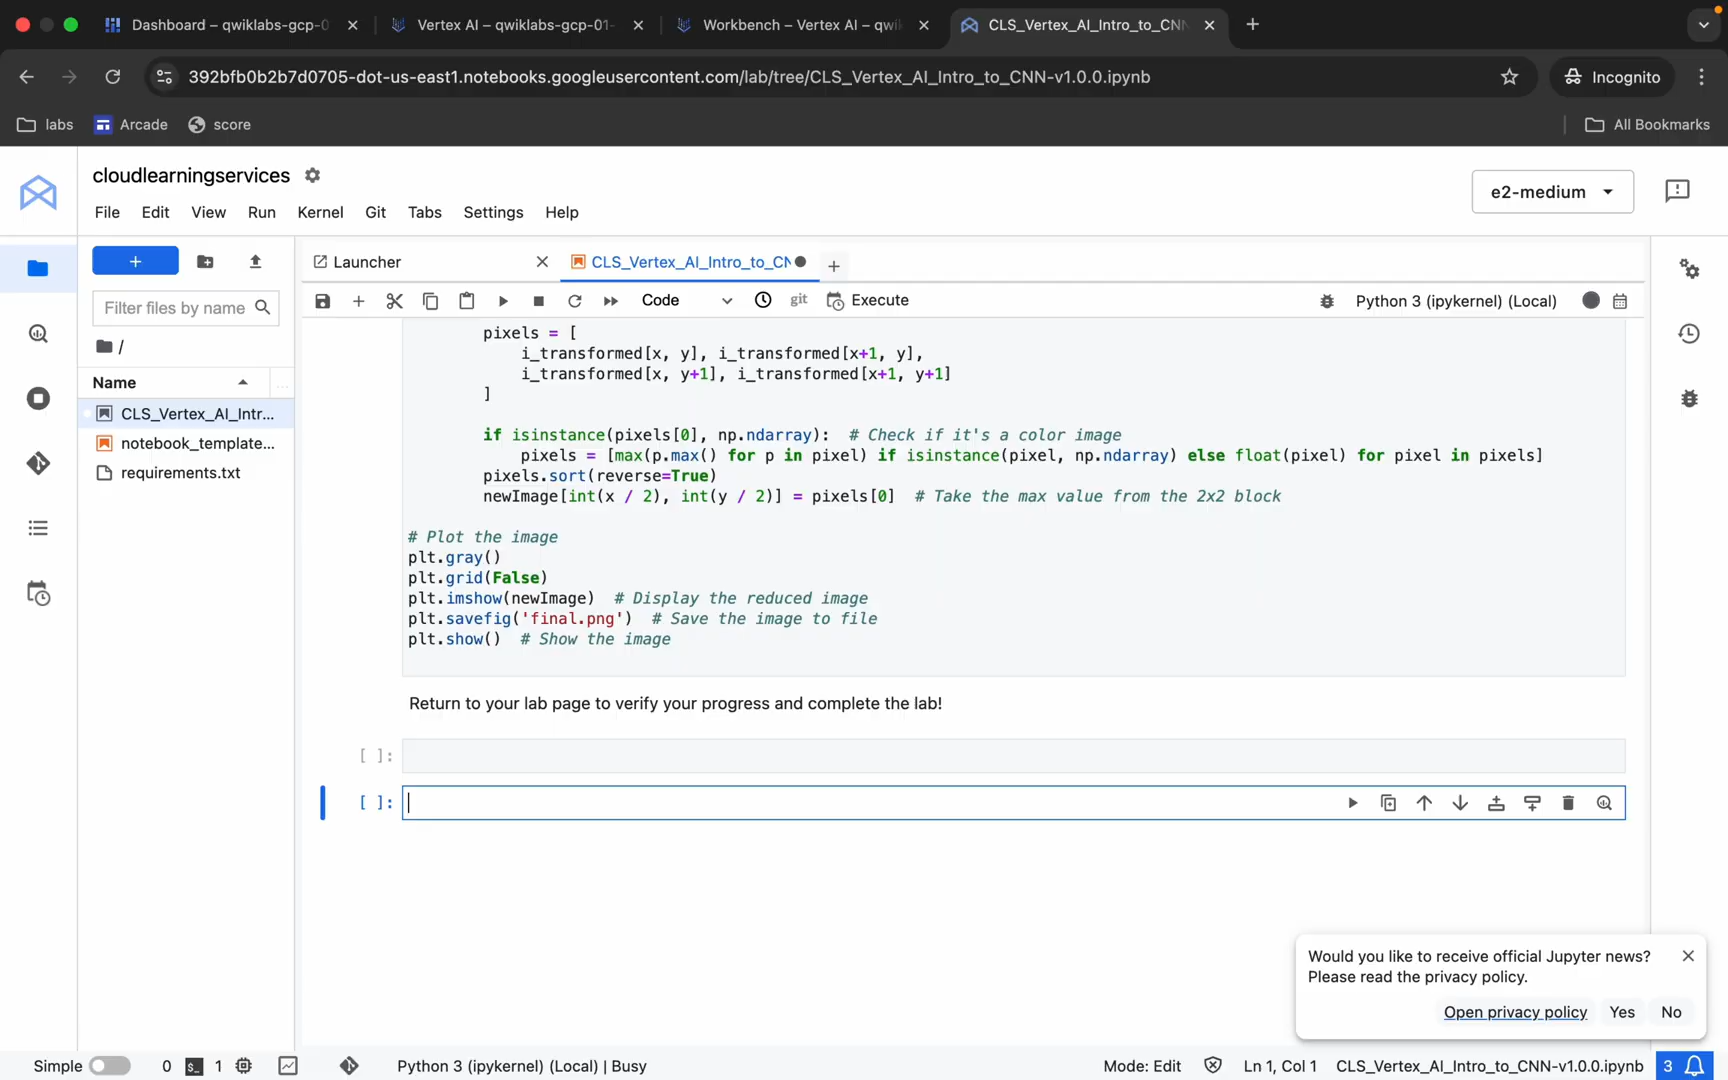 Dashboard – qwiklabs-gcp-0
Vertex AI – qwiklabs-gcp-01-
Workbench – Vertex AI – qwi
CLS_Vertex_AI_Intro_to_CNN
392bfb0b2b7d0705-dot-us-east1.notebooks.googleusercontent.com/lab/tree/CLS_Vertex_AI_Intro_to_CNN-v1.0.0.ipynb
Incognito
labs
Arcade
score
All Bookmarks
cloudlearningservices
e2-medium
File Edit View Run Kernel Git Tabs Settings Help
+
Launcher
CLS_Vertex_AI_Intro_to_CN
Filter files by name
Code
git
Execute
Python 3 (ipykernel) (Local)
/
Name
CLS_Vertex_AI_Intr...
notebook_template...
requirements.txt
pixels = [
i_transformed[x, y], i_transformed[x+1, y],
i_transformed[x, y+1], i_transformed[x+1, y+1]
]
if isinstance(pixels[0], np.ndarray):  # Check if it's a color image
pixels = [max(p.max() for p in pixel) if isinstance(pixel, np.ndarray) else float(pixel) for pixel in pixels]
pixels.sort(reverse=True)
newImage[int(x / 2), int(y / 2)] = pixels[0]  # Take the max value from the 2x2 block
# Plot the image
plt.gray()
plt.grid(False)
plt.imshow(newImage)  # Display the reduced image
plt.savefig('final.png')  # Save the image to file
plt.show()  # Show the image
Return to your lab page to verify your progress and complete the lab!
[ ]:
[ ]:
Would you like to receive official Jupyter news?
Please read the privacy policy.
Open privacy policy Yes No
Simple 0 1 Python 3 (ipykernel) (Local) | Busy Mode: Edit Ln 1, Col 1 CLS_Vertex_AI_Intro_to_CNN-v1.0.0.ipynb 3